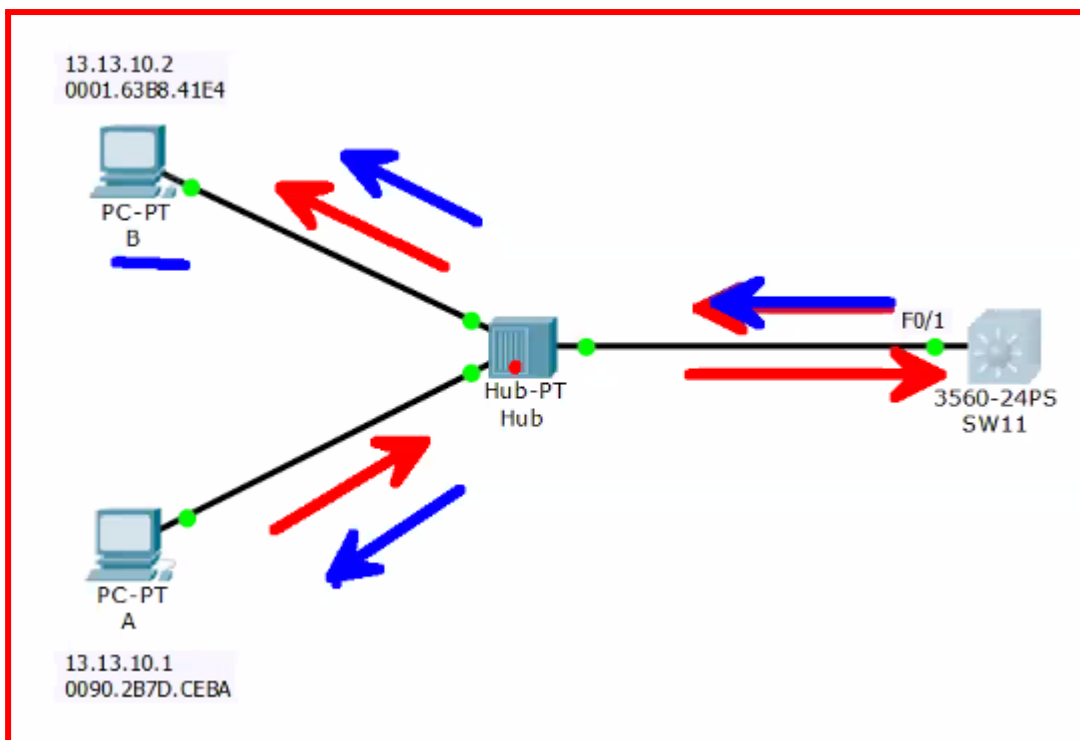 13.13.10.2
0001.63B8.41E4
PC-PT
B
F0/1
Hub-PT
Hub
3560-24PS
SW11
PC-PT
A
13.13.10.1
0090.2B7D.CEBA